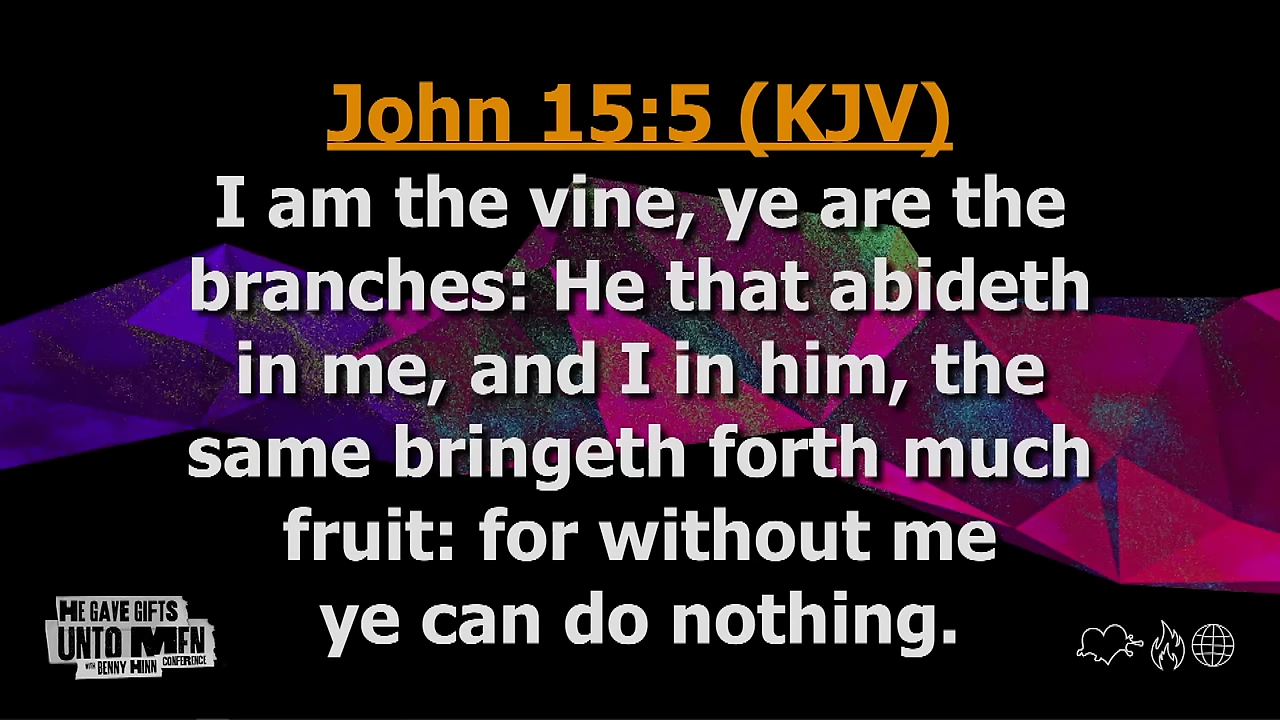 John 15:5 (KJV)
I am the vine, ye are the
branches: He that abideth
in me, and I in him, the
same bringeth forth much
fruit: for without me
ye can do nothing.
HE GAVE GIFTS
UNTO MEN
WITH BENNY HINN CONFERENCE